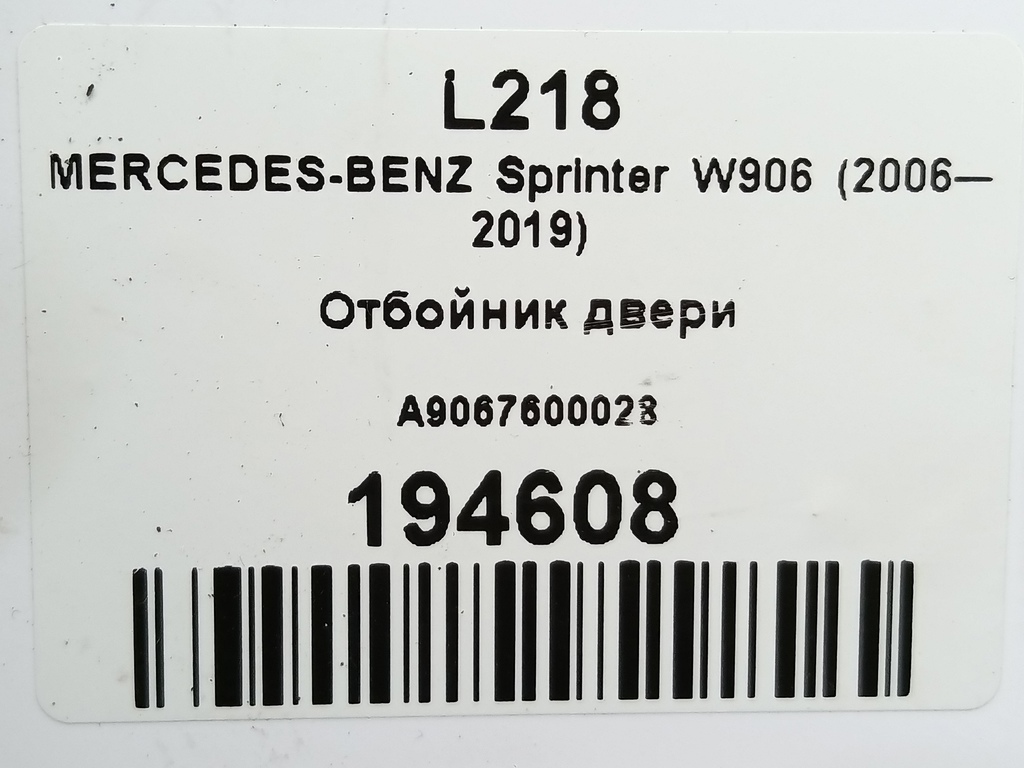 L218
MERCEDES-BENZ Sprinter W906 (2006—
2019)
Отбойник двери
A9067600028
194608